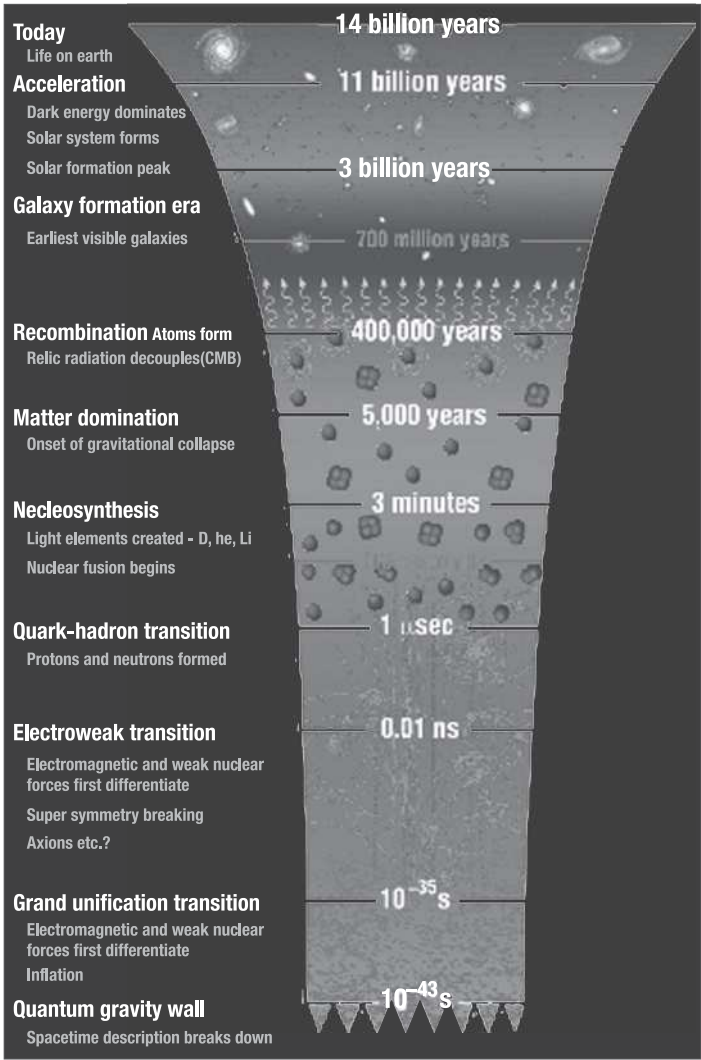 Today
14 billion years
Life on earth
Acceleration
11 billion years
Dark energy dominates
Solar system forms
Solar formation peak
3 billion years
Galaxy formation era
Earliest visible galaxies
700 million years
Recombination Atoms form
400,000 years
Relic radiation decouples(CMB)
Matter domination
5,000 years
Onset of gravitational collapse
Necleosynthesis
3 minutes
Light elements created - D, he, Li
Nuclear fusion begins
Quark-hadron transition
1 μsec
Protons and neutrons formed
Electroweak transition
0.01 ns
Electromagnetic and weak nuclear
forces first differentiate
Super symmetry breaking
Axions etc.?
Grand unification transition
10⁻³⁵s
Electromagnetic and weak nuclear
forces first differentiate
Inflation
Quantum gravity wall
10⁻⁴³s
Spacetime description breaks down